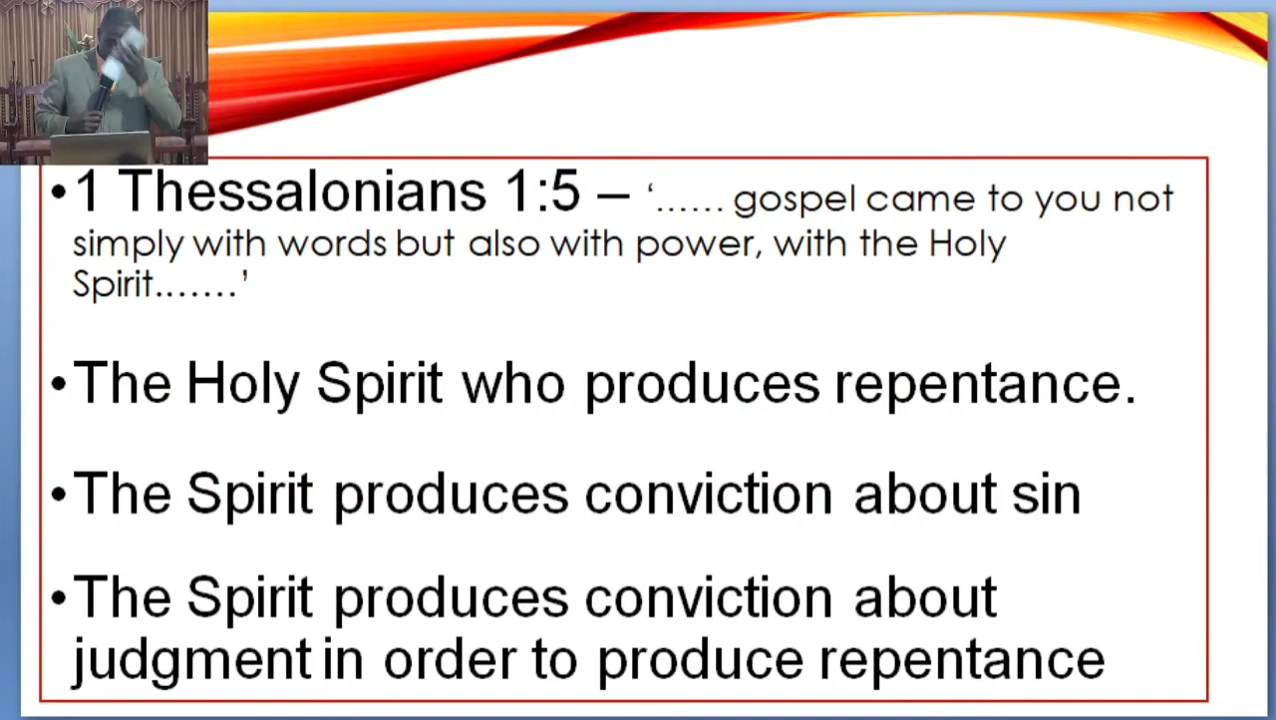 •1 Thessalonians 1:5 – ‘...... gospel came to you not
simply with words but also with power, with the Holy
Spirit.......’
•The Holy Spirit who produces repentance.
•The Spirit produces conviction about sin
•The Spirit produces conviction about
judgment in order to produce repentance